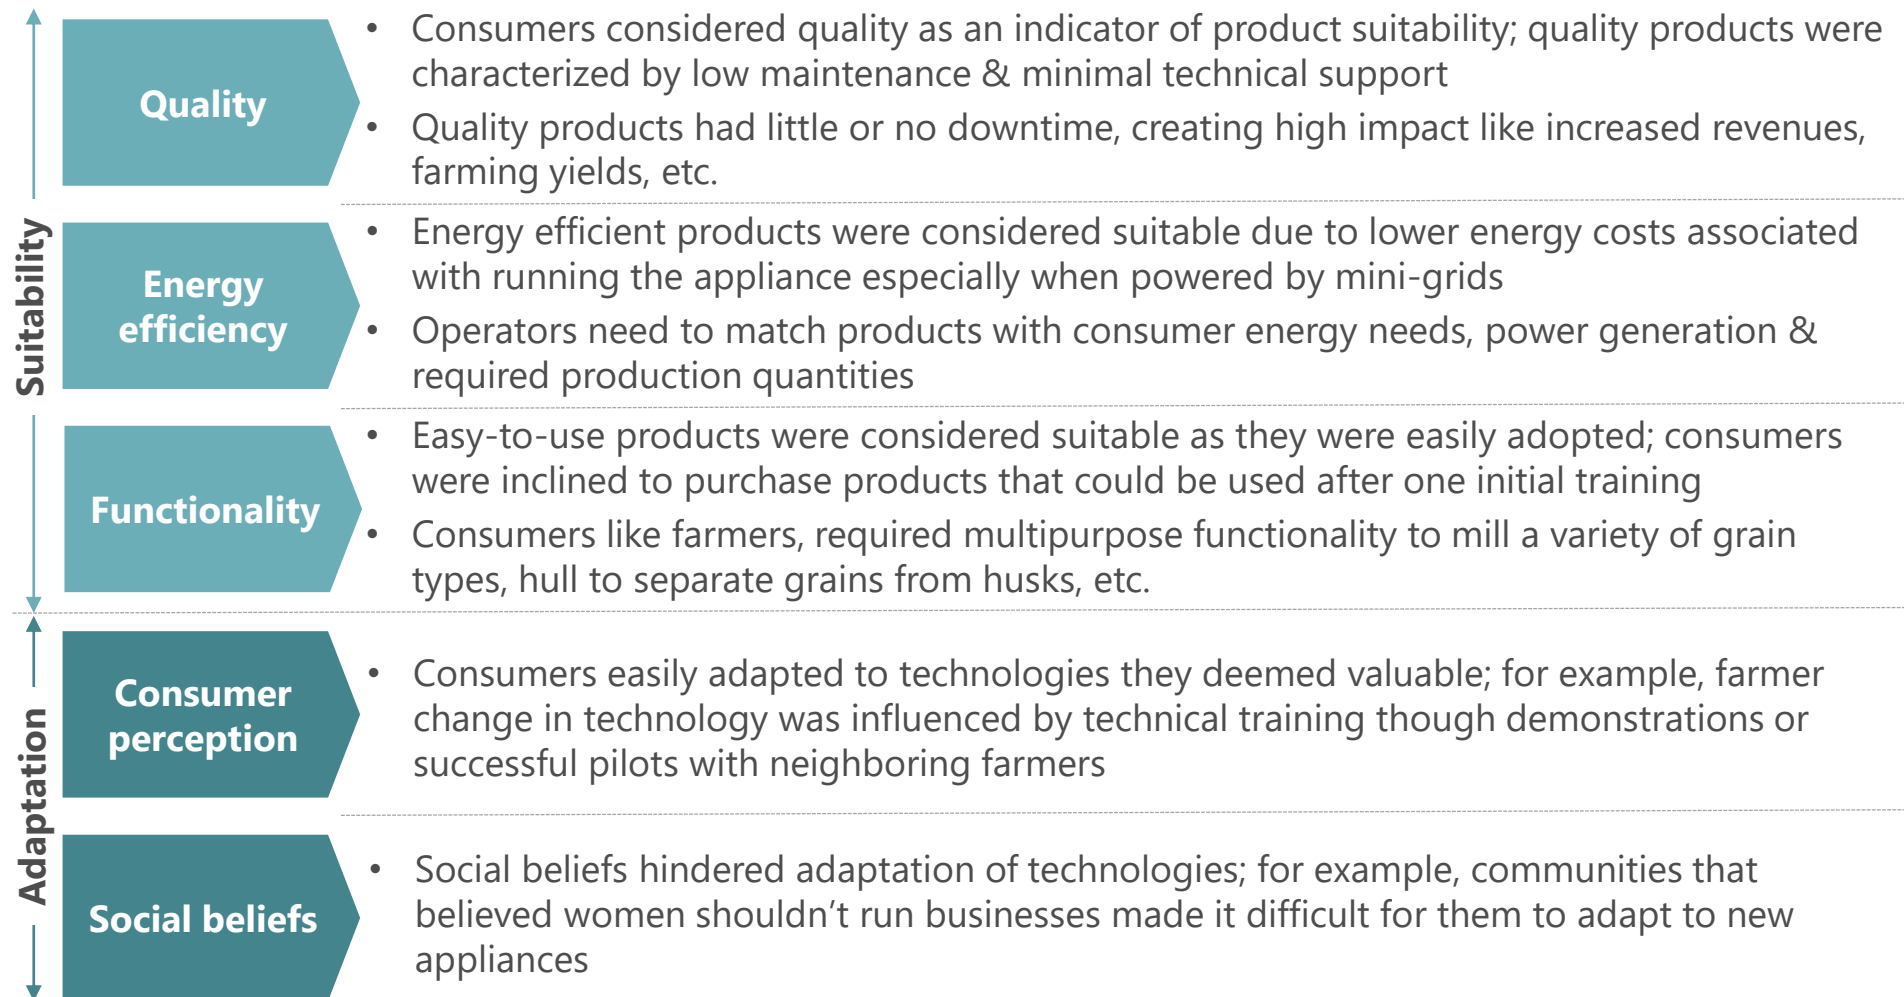 Suitability
Quality
• Consumers considered quality as an indicator of product suitability; quality products were
characterized by low maintenance & minimal technical support
• Quality products had little or no downtime, creating high impact like increased revenues,
farming yields, etc.
Energy
efficiency
• Energy efficient products were considered suitable due to lower energy costs associated
with running the appliance especially when powered by mini-grids
• Operators need to match products with consumer energy needs, power generation &
required production quantities
Functionality
• Easy-to-use products were considered suitable as they were easily adopted; consumers
were inclined to purchase products that could be used after one initial training
• Consumers like farmers, required multipurpose functionality to mill a variety of grain
types, hull to separate grains from husks, etc.
Adaptation
Consumer
perception
• Consumers easily adapted to technologies they deemed valuable; for example, farmer
change in technology was influenced by technical training though demonstrations or
successful pilots with neighboring farmers
Social beliefs
• Social beliefs hindered adaptation of technologies; for example, communities that
believed women shouldn’t run businesses made it difficult for them to adapt to new
appliances